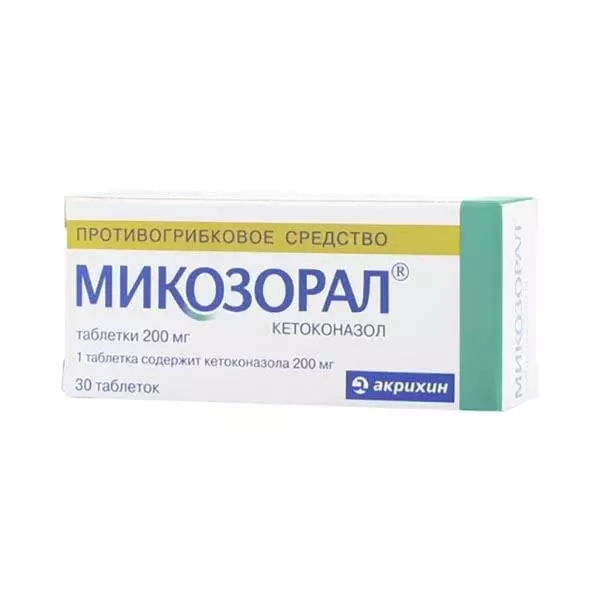 ПРОТИВОГРИБКОВОЕ СРЕДСТВО
МИКОЗОРАЛ®
КЕТОКОНАЗОЛ
таблетки 200 мг
1 таблетка содержит кетоконазола 200 мг
30 таблеток
акрихин
МИКОЗОРАЛ